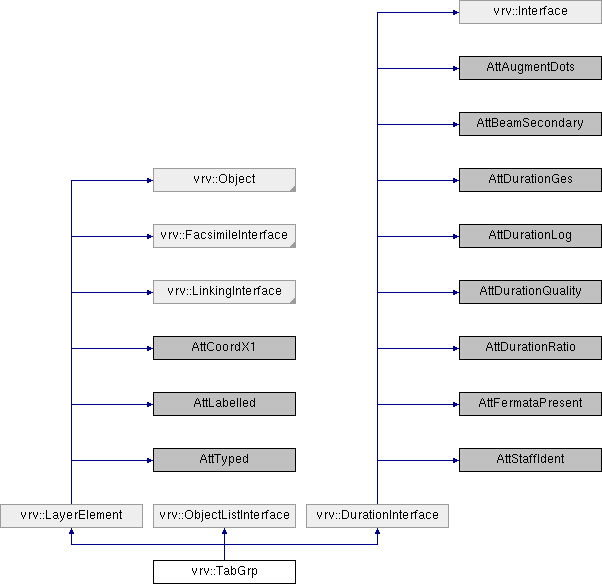 vrv::Interface
AttAugmentDots
AttBeamSecondary
vrv::Object
AttDurationGes
vrv::FacsimileInterface
AttDurationLog
vrv::LinkingInterface
AttDurationQuality
AttCoordX1
AttDurationRatio
AttLabelled
AttFermataPresent
AttTyped
AttStaffIdent
vrv::LayerElement
vrv::ObjectListInterface
vrv::DurationInterface
vrv::TabGrp